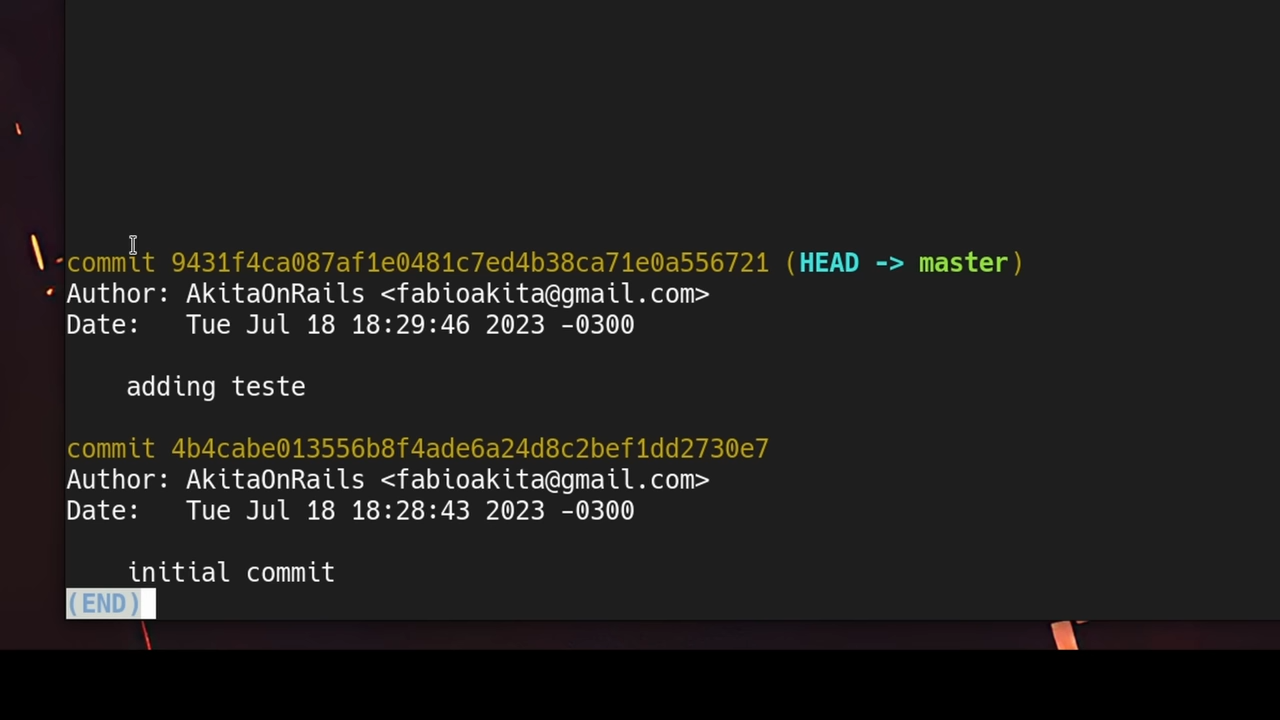 commit 9431f4ca087af1e0481c7ed4b38ca71e0a556721 (HEAD -> master)
Author: AkitaOnRails <fabioakita@gmail.com>
Date:   Tue Jul 18 18:29:46 2023 -0300
    adding teste
commit 4b4cabe013556b8f4ade6a24d8c2bef1dd2730e7
Author: AkitaOnRails <fabioakita@gmail.com>
Date:   Tue Jul 18 18:28:43 2023 -0300
    initial commit
(END)